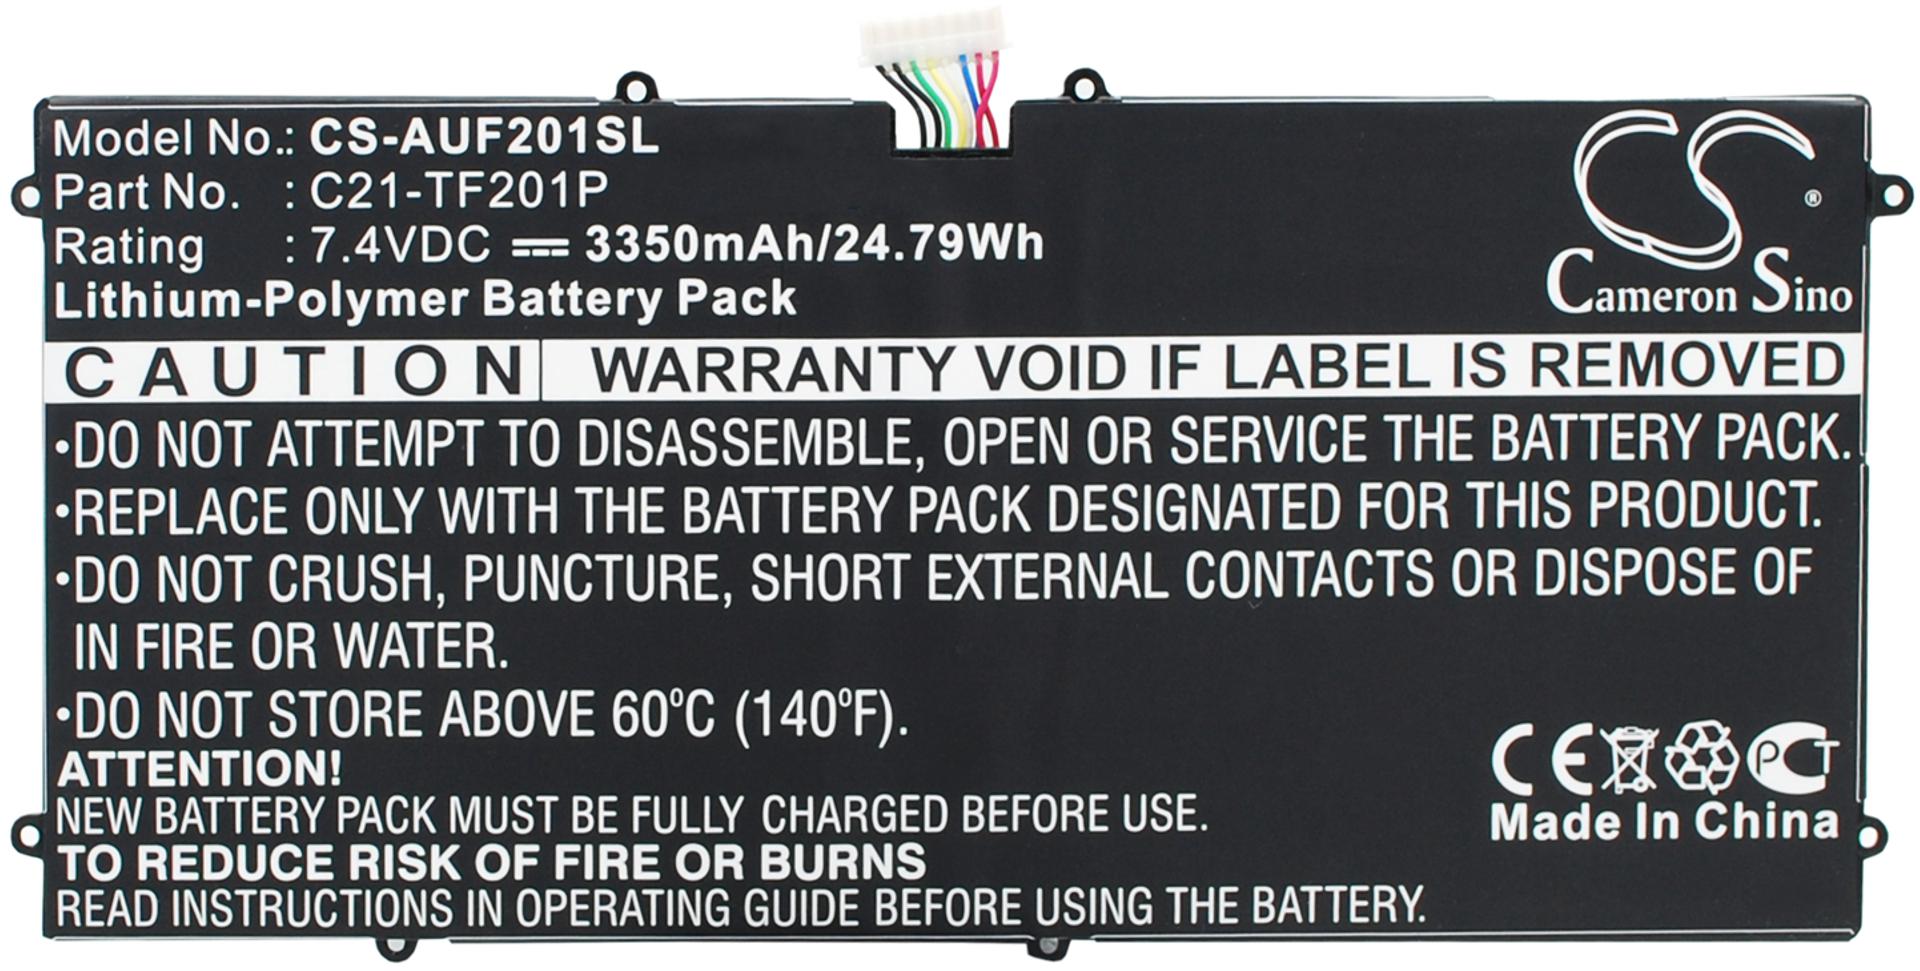 Model No.: CS-AUF201SL
Part No. : C21-TF201P
Rating : 7.4VDC ⎓ 3350mAh/24.79Wh
Lithium-Polymer Battery Pack
CS®
Cameron Sino
CAUTION WARRANTY VOID IF LABEL IS REMOVED
•DO NOT ATTEMPT TO DISASSEMBLE, OPEN OR SERVICE THE BATTERY PACK.
•REPLACE ONLY WITH THE BATTERY PACK DESIGNATED FOR THIS PRODUCT.
•DO NOT CRUSH, PUNCTURE, SHORT EXTERNAL CONTACTS OR DISPOSE OF
IN FIRE OR WATER.
•DO NOT STORE ABOVE 60°C (140°F).
ATTENTION!
NEW BATTERY PACK MUST BE FULLY CHARGED BEFORE USE.
TO REDUCE RISK OF FIRE OR BURNS
READ INSTRUCTIONS IN OPERATING GUIDE BEFORE USING THE BATTERY.
CE PCT
Made In China